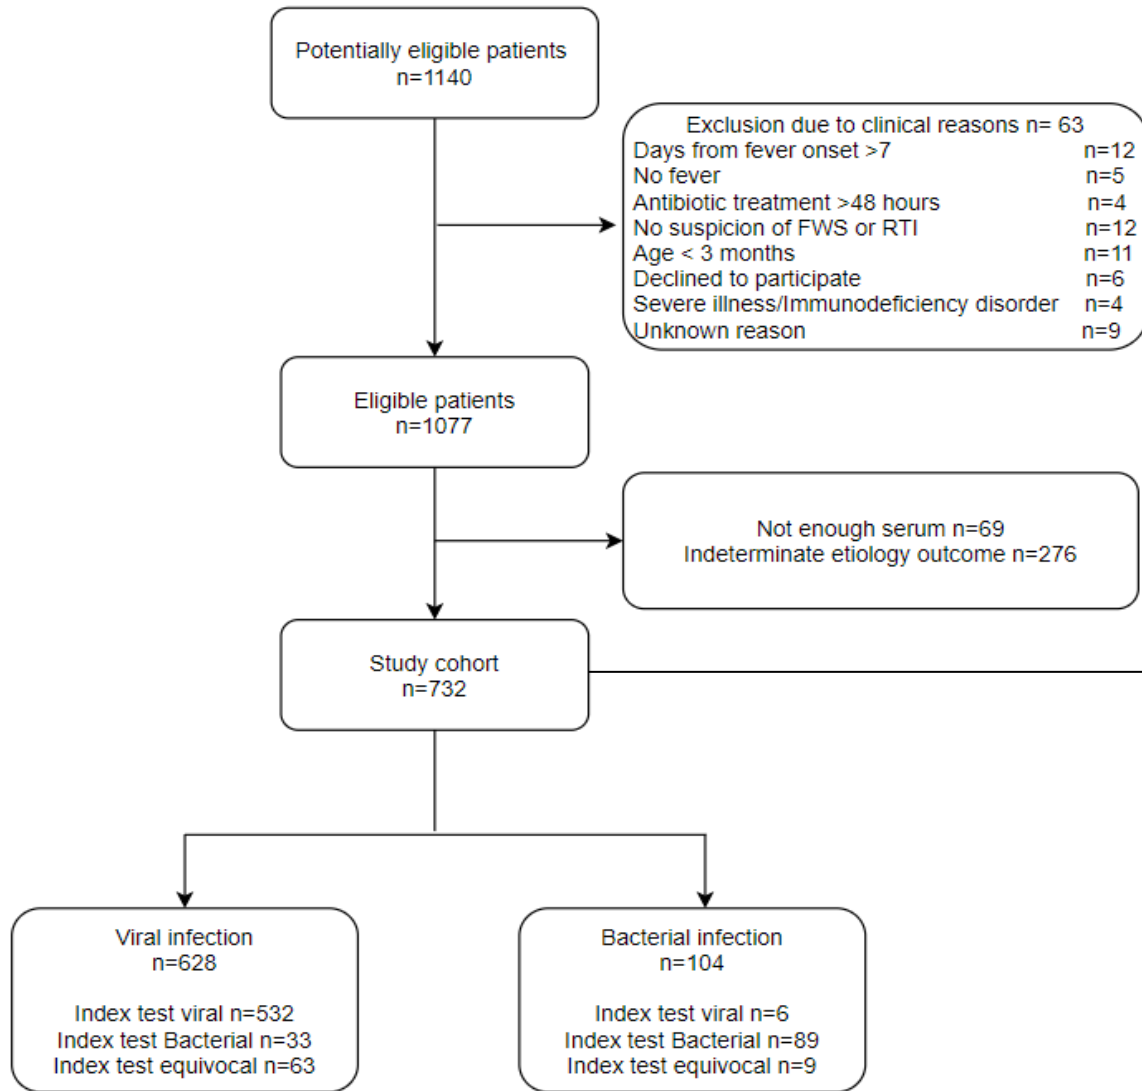 Potentially eligible patients
n=1140
Exclusion due to clinical reasons n= 63
Days from fever onset >7 n=12
No fever n=5
Antibiotic treatment >48 hours n=4
No suspicion of FWS or RTI n=12
Age < 3 months n=11
Declined to participate n=6
Severe illness/Immunodeficiency disorder n=4
Unknown reason n=9
Eligible patients
n=1077
Not enough serum n=69
Indeterminate etiology outcome n=276
Study cohort
n=732
Viral infection
n=628
Index test viral n=532
Index test Bacterial n=33
Index test equivocal n=63
Bacterial infection
n=104
Index test viral n=6
Index test Bacterial n=89
Index test equivocal n=9